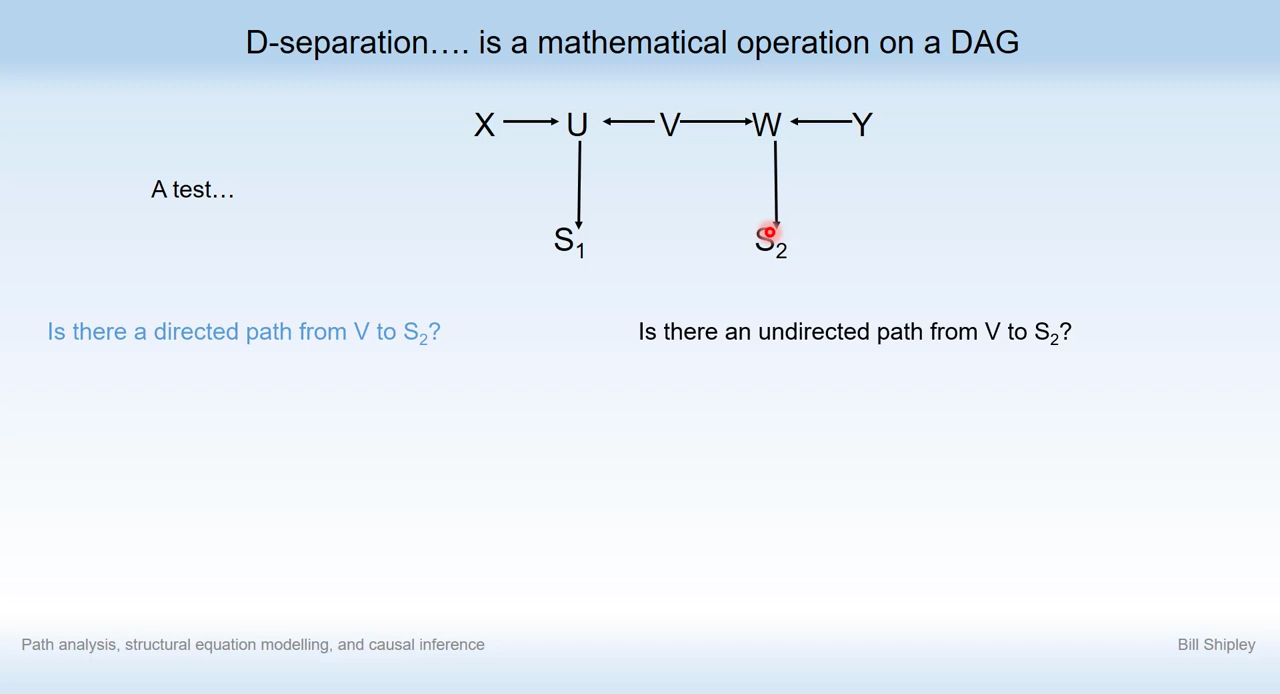 D-separation…. is a mathematical operation on a DAG
X U V W Y
A test…
S1 S2
Is there a directed path from V to S2? Is there an undirected path from V to S2?
Path analysis, structural equation modelling, and causal inference Bill Shipley